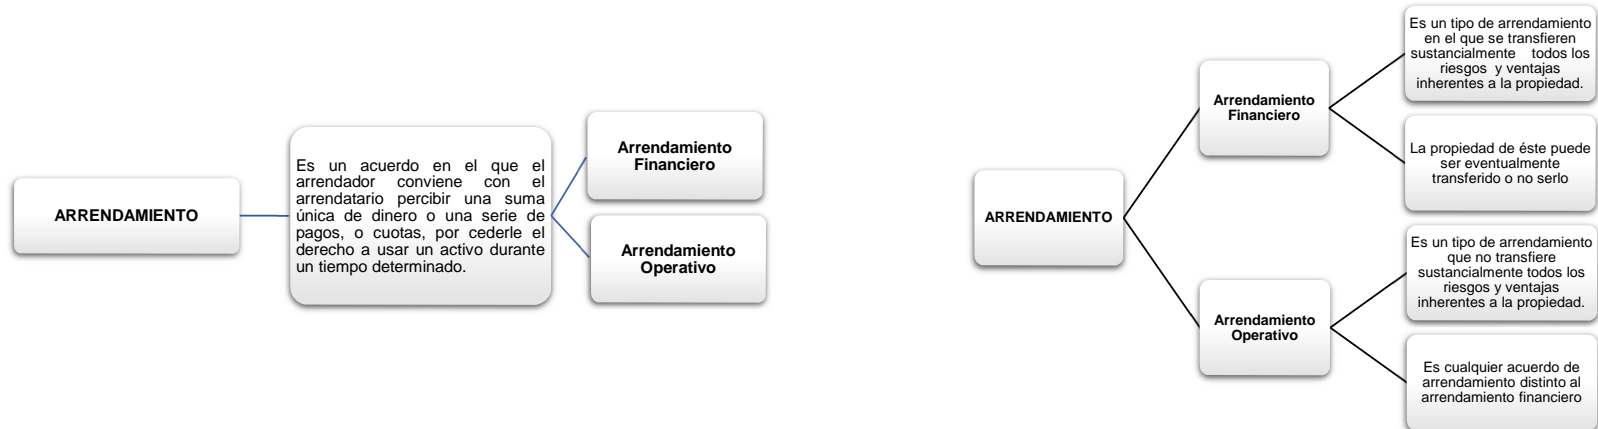 ARRENDAMIENTO
Es un acuerdo en el que el
arrendador conviene con el
arrendatario percibir una suma
única de dinero o una serie de
pagos, o cuotas, por cederle el
derecho a usar un activo durante
un tiempo determinado.
Arrendamiento
Financiero
Arrendamiento
Operativo
ARRENDAMIENTO
Arrendamiento
Financiero
Es un tipo de arrendamiento
en el que se transfieren
sustancialmente todos los
riesgos y ventajas
inherentes a la propiedad.
La propiedad de éste puede
ser eventualmente
transferido o no serlo
Arrendamiento
Operativo
Es un tipo de arrendamiento
que no transfiere
sustancialmente todos los
riesgos y ventajas
inherentes a la propiedad.
Es cualquier acuerdo de
arrendamiento distinto al
arrendamiento financiero